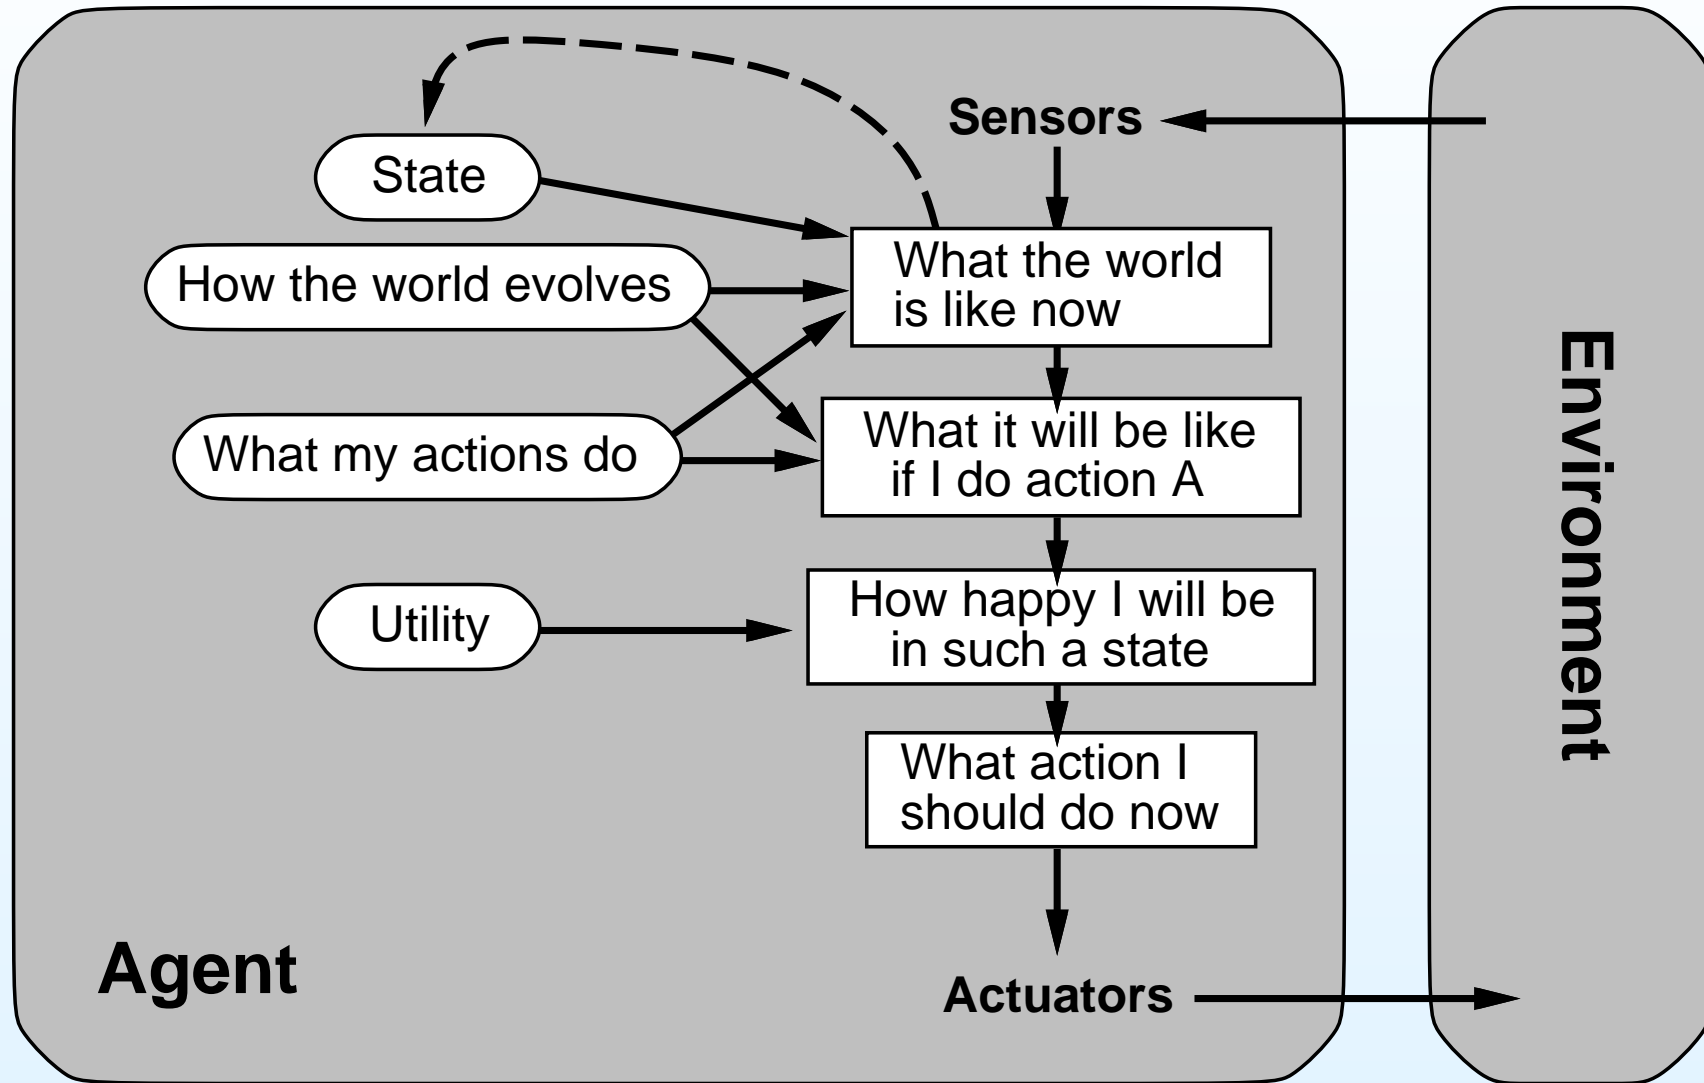 Sensors
State
What the world
is like now
How the world evolves
What it will be like
if I do action A
What my actions do
How happy I will be
in such a state
Utility
What action I
should do now
Agent
Actuators
Environment